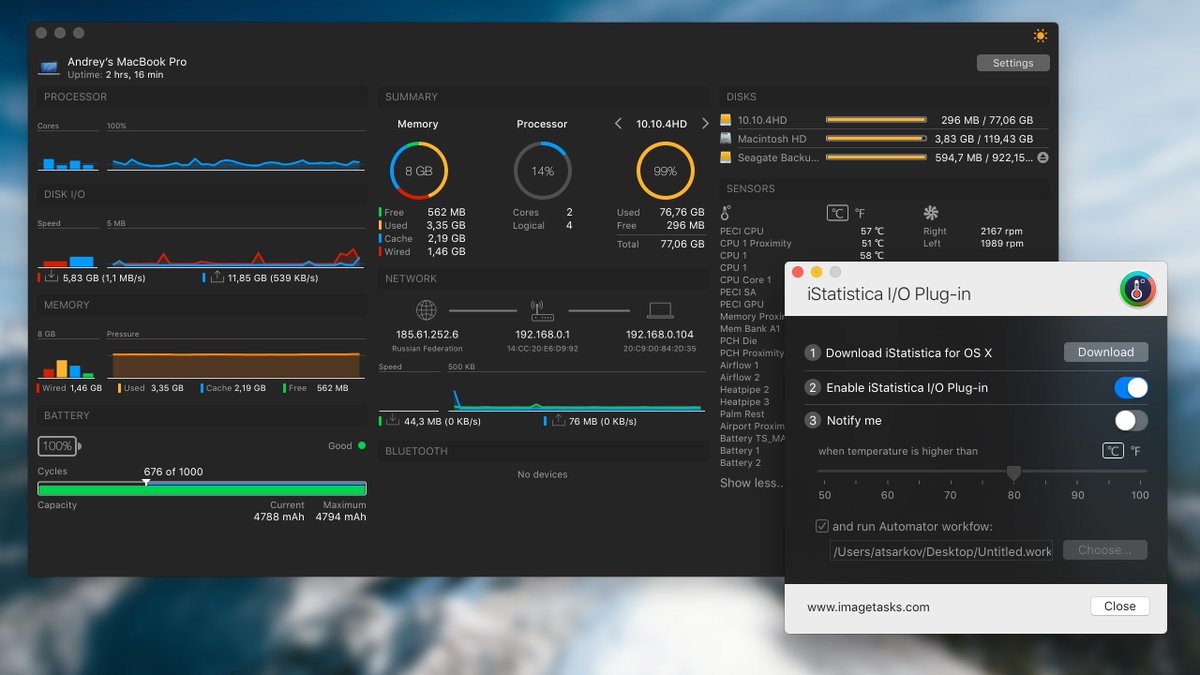 Andrey's MacBook Pro
Uptime: 2 hrs, 16 min
Settings
PROCESSOR
Cores 100%
DISK I/O
Speed 5 MB
5,83 GB (1,1 MB/s) 11,85 GB (539 KB/s)
MEMORY
8 GB Pressure
Wired 1,46 GB Used 3,35 GB Cache 2,19 GB Free 562 MB
BATTERY
100% Good
Cycles 676 of 1000
Capacity Current Maximum
4788 mAh 4794 mAh
SUMMARY
Memory Processor 10.10.4HD
8 GB 14% 99%
Free 562 MB
Used 3,35 GB
Cache 2,19 GB
Wired 1,46 GB
Cores 2
Logical 4
Used 76,76 GB
Free 296 MB
Total 77,06 GB
NETWORK
185.61.252.6 192.168.0.1 192.168.0.104
Russian Federation 14:CC:20:E6:D9:92 20:C9:D0:84:2D:35
Speed 500 KB
44,3 MB (0 KB/s) 76 MB (0 KB/s)
BLUETOOTH
No devices
DISKS
10.10.4HD 296 MB / 77,06 GB
Macintosh HD 3,83 GB / 119,43 GB
Seagate Backu... 594,7 MB / 922,15...
SENSORS
℃ ℉
PECI CPU 57 ℃
CPU 1 Proximity 51 ℃
CPU 1 58 ℃
CPU 1
CPU Core 1
PECI SA
PECI GPU
Memory Proxi
Mem Bank A1
PCH Die
PCH Proximity
Airflow 1
Airflow 2
Heatpipe 2
Heatpipe 3
Palm Rest
Airport Proxim
Battery TS_MA
Battery 1
Battery 2
Show less..
Right 2167 rpm
Left 1989 rpm
iStatistica I/O Plug-in
1 Download iStatistica for OS X Download
2 Enable iStatistica I/O Plug-in
3 Notify me
when temperature is higher than ℃ ℉
50 60 70 80 90 100
and run Automator workfow:
/Users/atsarkov/Desktop/Untitled.work Choose...
www.imagetasks.com Close